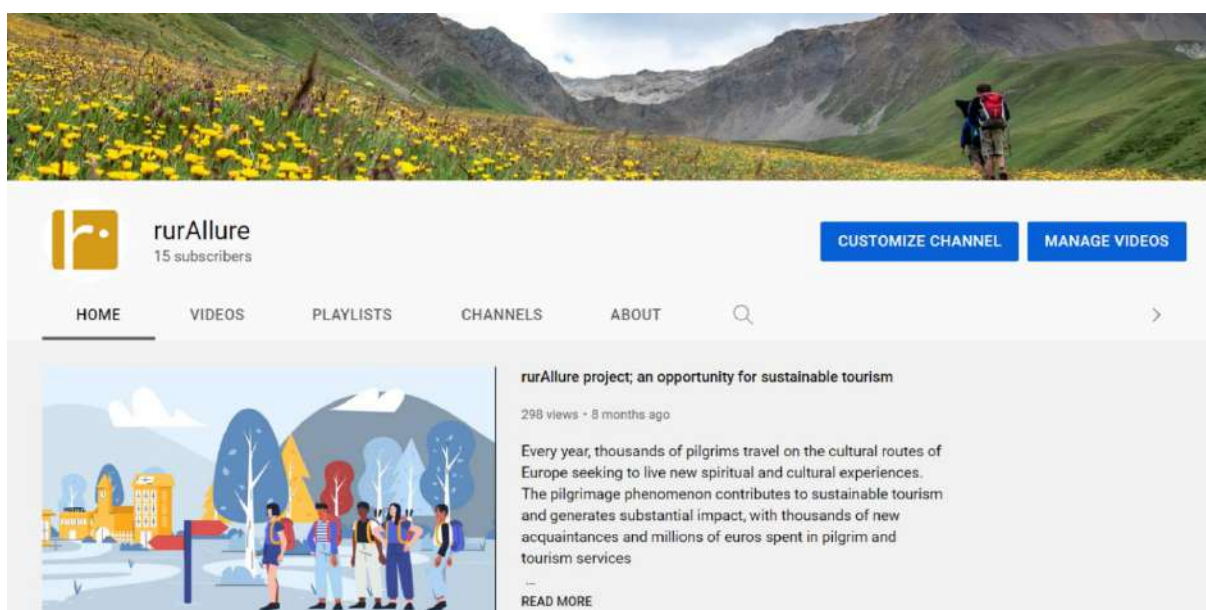 rurAllure
15 subscribers
CUSTOMIZE CHANNEL
MANAGE VIDEOS
HOME
VIDEOS
PLAYLISTS
CHANNELS
ABOUT
rurAllure project; an opportunity for sustainable tourism
298 views • 8 months ago
Every year, thousands of pilgrims travel on the cultural routes of
Europe seeking to live new spiritual and cultural experiences.
The pilgrimage phenomenon contributes to sustainable tourism
and generates substantial impact, with thousands of new
acquaintances and millions of euros spent in pilgrim and
tourism services
...
READ MORE